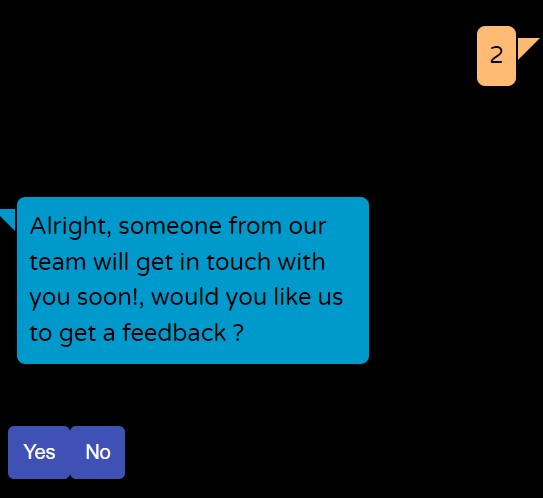 2
Alright, someone from our
team will get in touch with
you soon!, would you like us
to get a feedback ?
Yes No